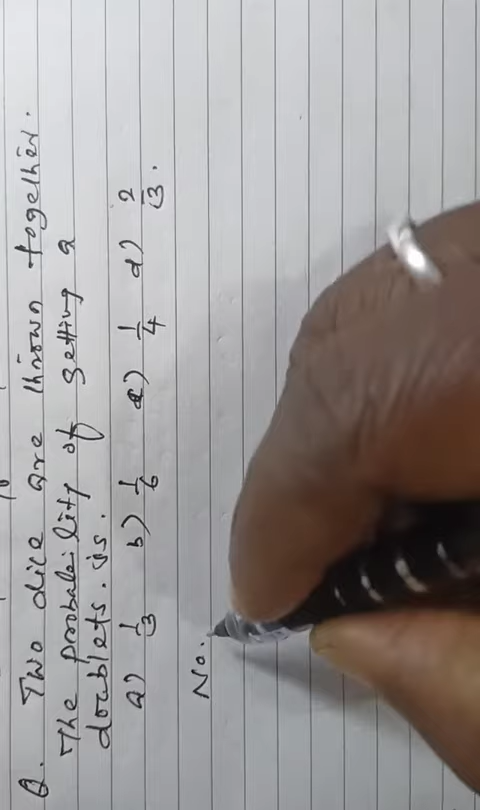 Q. Two dice are thrown together.
The probability of getting a
doublets. is.
a) 1/3 b) 1/6 c) 1/4 d) 2/3.
No.